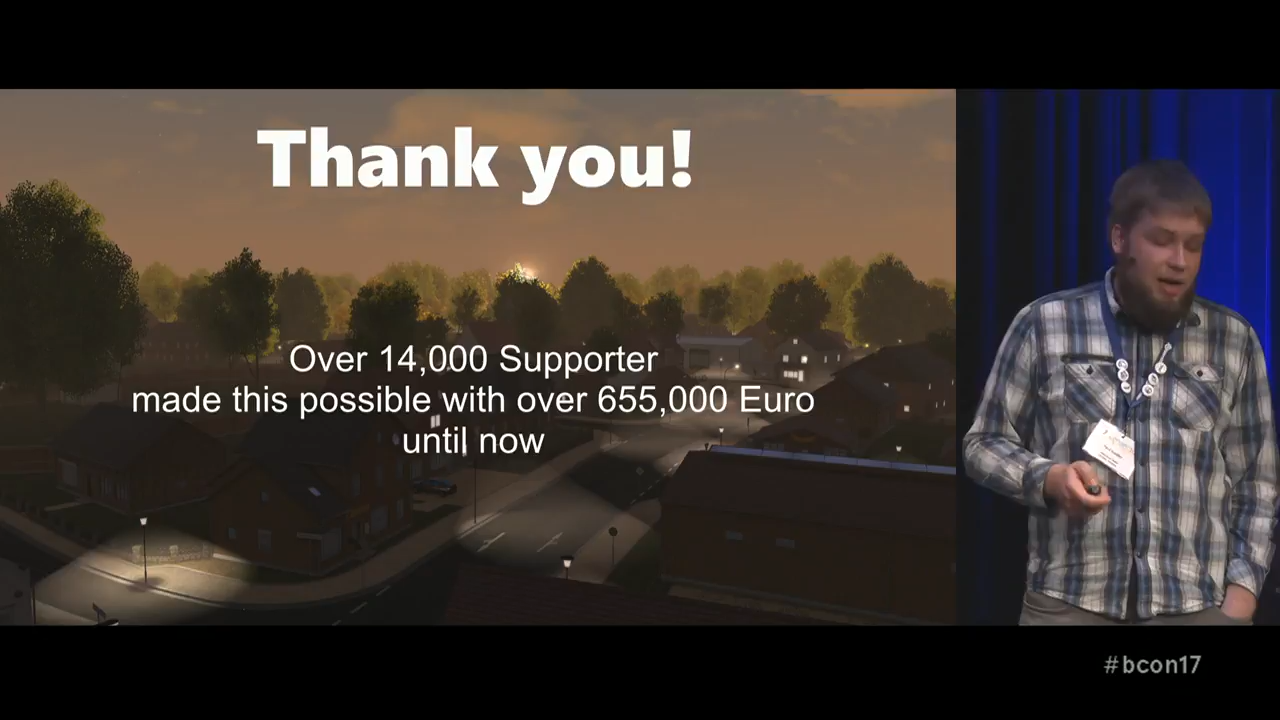 Thank you!
Over 14,000 Supporter
made this possible with over 655,000 Euro
until now
#bcon17